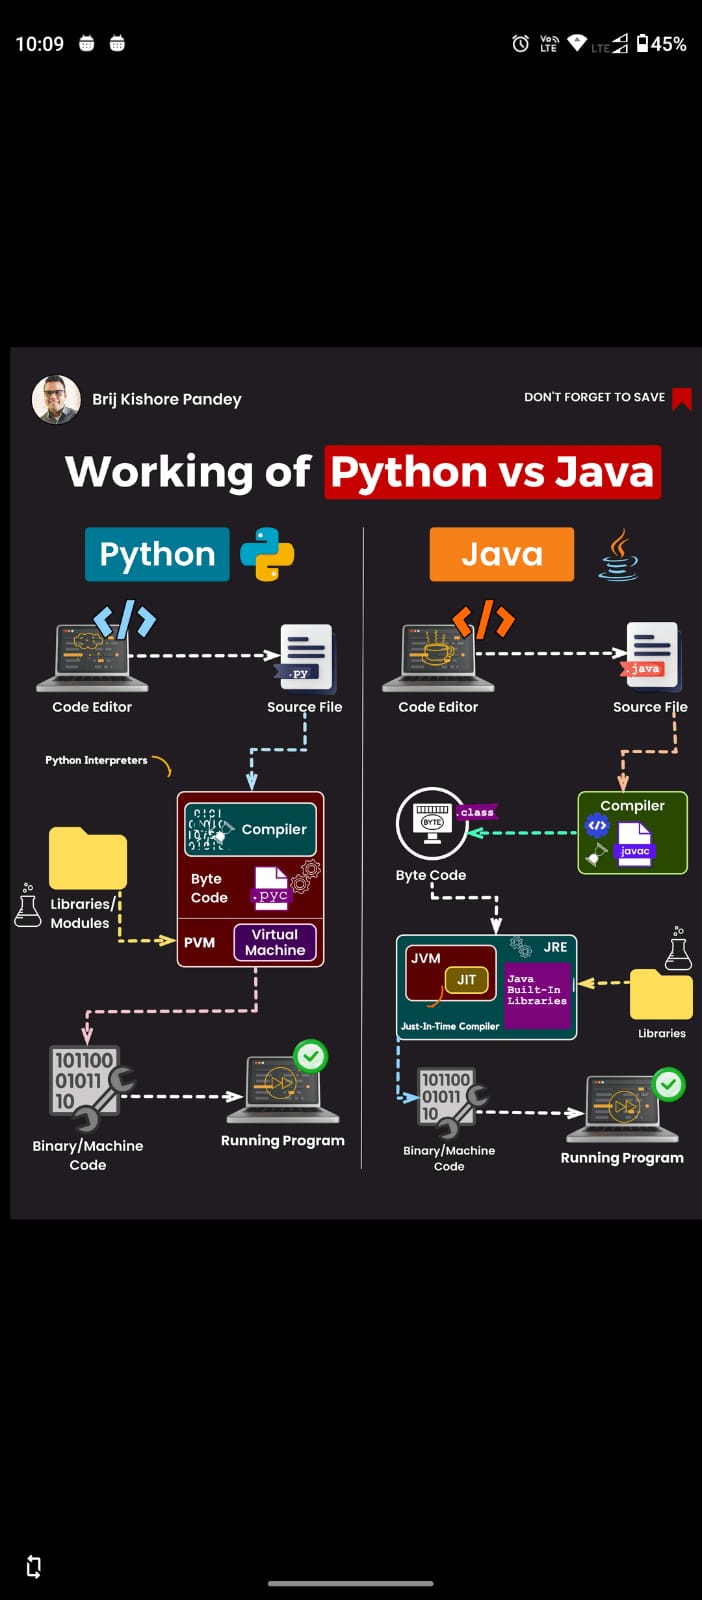 10:09
Vo))
LTE
LTE
45%
Brij Kishore Pandey
DON'T FORGET TO SAVE
Working of Python vs Java
Python
Java
</>
</>
.py
.java
Code Editor
Source File
Code Editor
Source File
Python Interpreters
Compiler
Byte
Code
.pyc
PVM
Virtual
Machine
Libraries/
Modules
Compiler
</>
javac
BYTE
.class
Byte Code
JVM
JIT
JRE
Java
Built-In
Libraries
Just-In-Time Compiler
Libraries
101100
01011
10
Binary/Machine
Code
Running Program
101100
01011
10
Binary/Machine
Code
Running Program